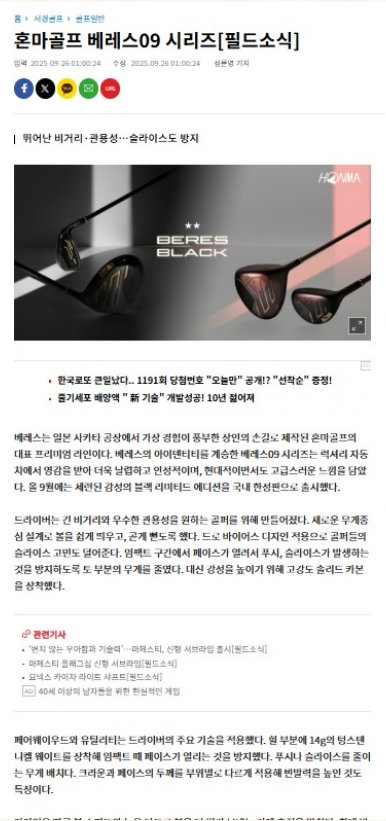 홈 › 서경골프 › 골프일반
혼마골프 베레스09 시리즈[필드소식]
입력 2025-09-26 01:00:24 수정 2025.09.26 01:00:24 성문영 기자
URL
뛰어난 비거리·관용성…슬라이스도 방지
HONMA
BERES
BLACK
AD
• 한국로또 큰일났다.. 1191회 당첨번호 "오늘만" 공개!? "선착순" 증정!
• 줄기세포 배양액 " 新 기술" 개발성공! 10년 젊어져
베레스는 일본 사카타 공장에서 가장 경험이 풍부한 장인의 손길로 제작된 혼마골프의
대표 프리미엄 라인이다. 베레스의 아이덴티티를 계승한 베레스09 시리즈는 럭셔리 자동
차에서 영감을 받아 더욱 날렵하고 안정적이며, 현대적이면서도 고급스러운 느낌을 담았
다. 올 9월에는 세련된 감성의 블랙 리미티드 에디션을 국내 한정판으로 출시했다.
드라이버는 긴 비거리와 우수한 관용성을 원하는 골퍼를 위해 만들어졌다. 새로운 무게중
심 설계로 볼을 쉽게 띄우고, 곧게 뻗도록 했다. 드로 바이어스 디자인 적용으로 골퍼들의
슬라이스 고민도 덜어준다. 임팩트 구간에서 페이스가 열려서 푸시, 슬라이스가 발생하는
것을 방지하도록 토 부분의 무게를 줄였다. 대신 강성을 높이기 위해 고강도 솔리드 카본
을 장착했다.
관련기사
• '변치 않는 우아함과 기술력'…마제스티, 신형 서브라임 출시[필드소식]
• 마제스티 플래그십 신형 서브라임[필드소식]
• 요넥스 카이자 라이트 샤프트[필드소식]
AD 40세 이상의 남자들을 위한 현실적인 게임
페어웨이우드와 유틸리티는 드라이버의 주요 기술을 적용했다. 힐 부분에 14g의 텅스텐
니켈 웨이트를 장착해 임팩트 때 페이스가 열리는 것을 방지했다. 푸시나 슬라이스를 줄이
는 무게 배치다. 크라운과 페이스의 두께를 부위별로 다르게 적용해 반발력을 높인 것도
특징이다.